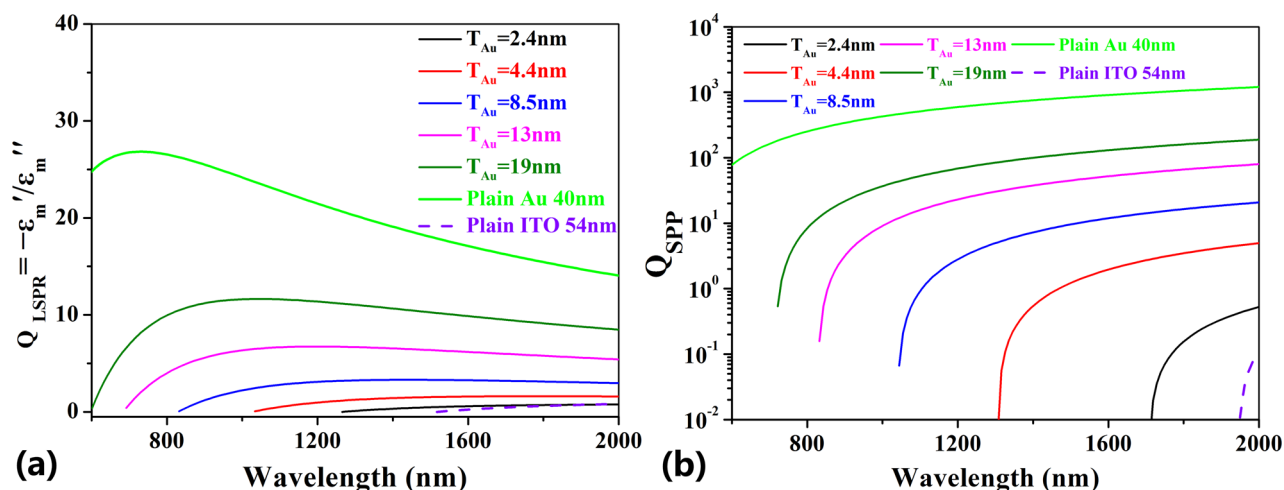 40
30
20
10
0
Q LSPR = −εm′/εm″
TAu=2.4nm
TAu=4.4nm
TAu=8.5nm
TAu=13nm
TAu=19nm
Plain Au 40nm
Plain ITO 54nm
800 1200 1600 2000
Wavelength (nm)
(a)
10^4
10^3
10^2
10^1
10^0
10^-1
10^-2
QSPP
TAu=2.4nm TAu=13nm Plain Au 40nm
TAu=4.4nm TAu=19nm Plain ITO 54nm
TAu=8.5nm
800 1200 1600 2000
Wavelength (nm)
(b)